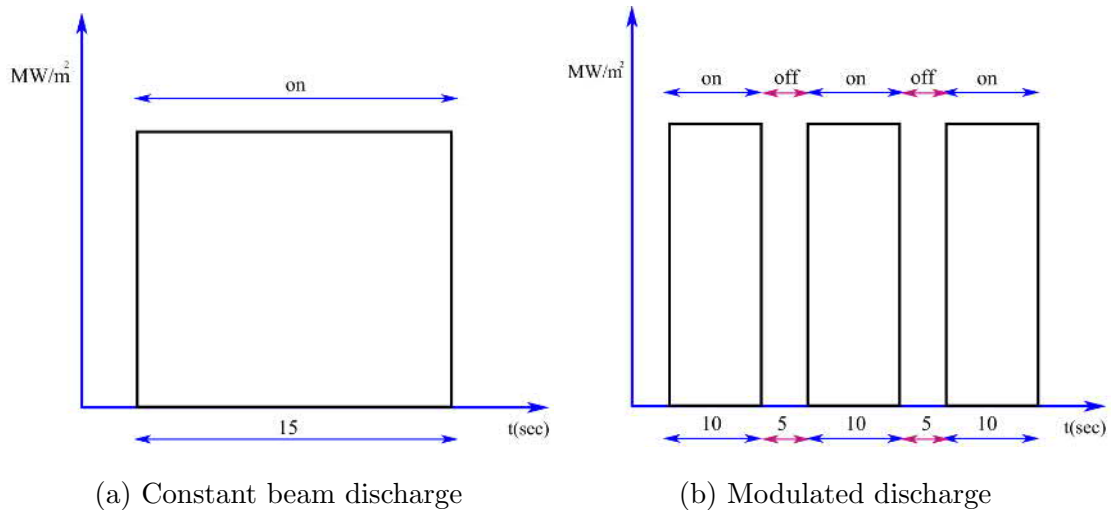 MW/m²
on
15
t(sec)
(a) Constant beam discharge
MW/m²
on off on off on
10 5 10 5 10
t(sec)
(b) Modulated discharge